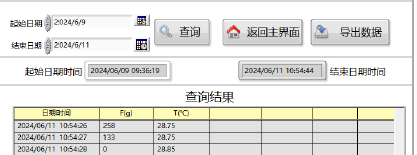 起始日期 2024/6/9
结束日期 2024/6/11
查询 返回主界面 导出数据
起始日期时间 2024/06/09 09:36:19 2024/06/11 10:54:44 结束日期时间
查询结果
日期时间 F(g) T(℃)
2024/06/11 10:54:26 258 28.75
2024/06/11 10:54:27 133 28.75
2024/06/11 10:54:28 0 28.85